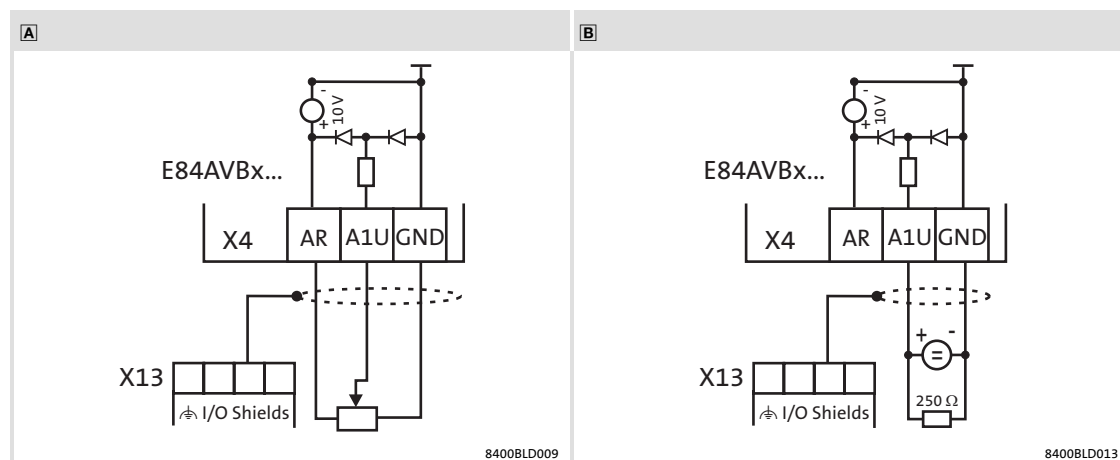 A
B
-
+
10 V
E84AVBx...
X4
AR
A1U
GND
X13
I/O Shields
8400BLD009
-
+
10 V
E84AVBx...
X4
AR
A1U
GND
+
-
=
X13
250 Ω
I/O Shields
8400BLD013